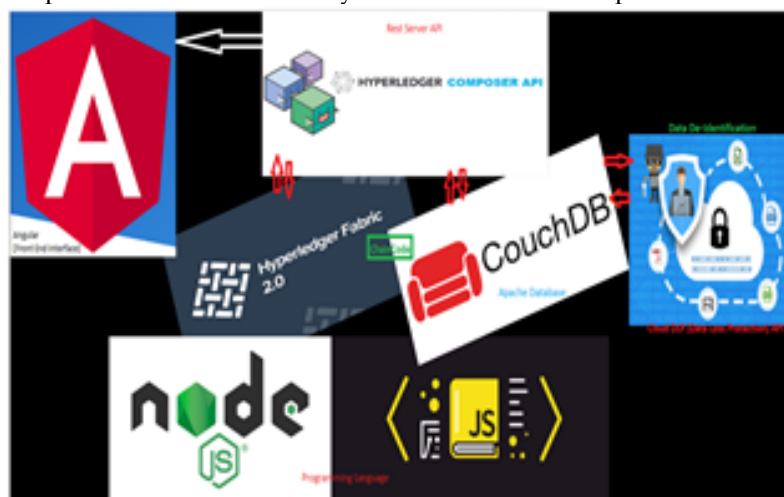 Rest Server API
HYPERLEDGER COMPOSER API
Data De-Identification
A
Angular
(Front End Interface)
Hyperledger Fabric
2.0
Chain Code
CouchDB
Apache Database
Cloud DLP (Data Loss Protection) API
node
JS
JS
Programming Language